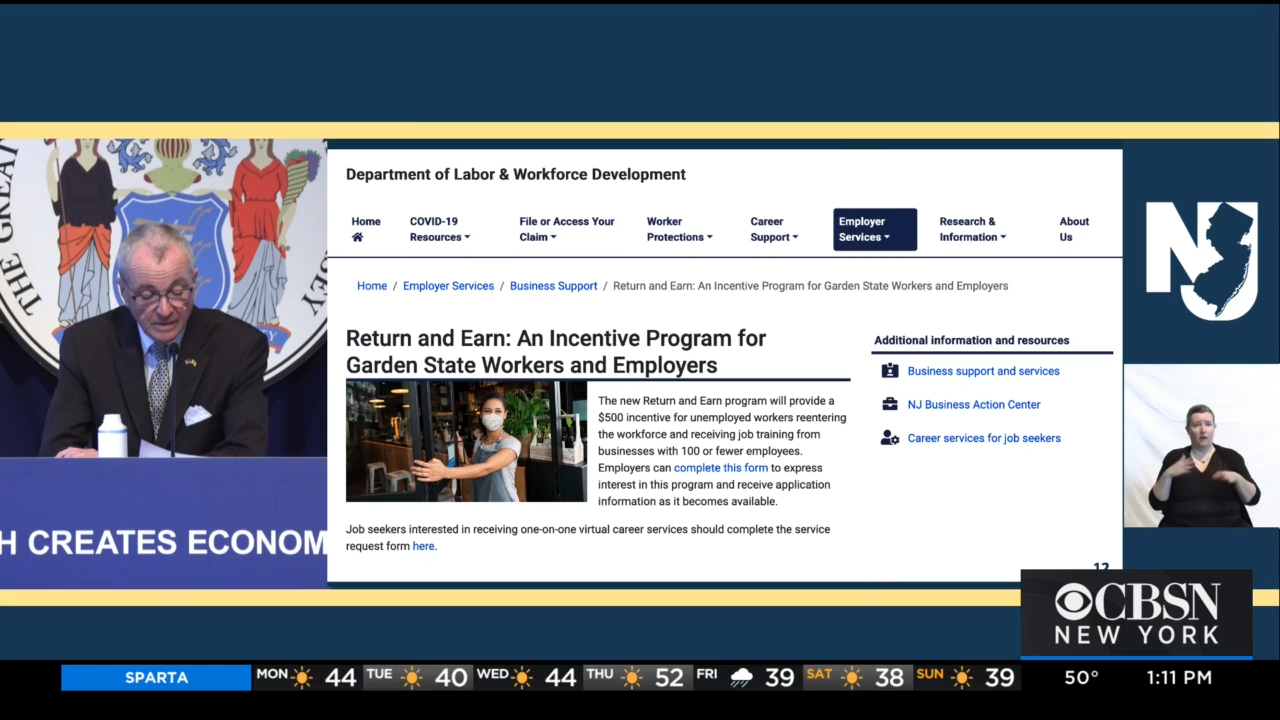 THE GREA
SEY
Y
H CREATES ECONOM
Department of Labor & Workforce Development
Home
COVID-19
Resources
File or Access Your
Claim
Worker
Protections
Career
Support
Employer
Services
Research &
Information
About
Us
Home / Employer Services / Business Support / Return and Earn: An Incentive Program for Garden State Workers and Employers
Return and Earn: An Incentive Program for
Garden State Workers and Employers
The new Return and Earn program will provide a
$500 incentive for unemployed workers reentering
the workforce and receiving job training from
businesses with 100 or fewer employees.
Employers can complete this form to express
interest in this program and receive application
information as it becomes available.
Job seekers interested in receiving one-on-one virtual career services should complete the service
request form here.
Additional information and resources
Business support and services
NJ Business Action Center
Career services for job seekers
12
NJ
CBSN
NEW YORK
SPARTA MON 44 TUE 40 WED 44 THU 52 FRI 39 SAT 38 SUN 39 50° 1:11 PM